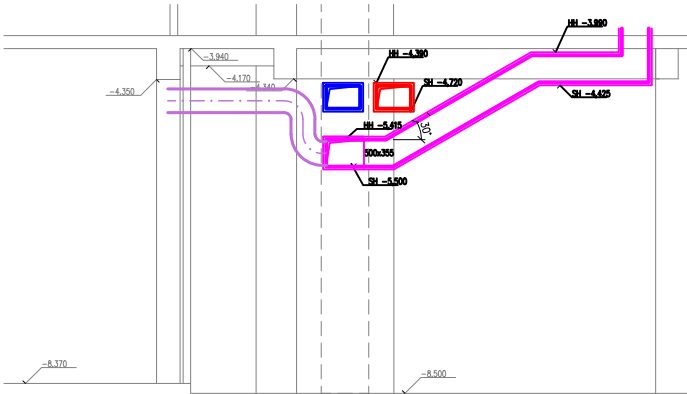 HH -3.990
HH -4.390
-3.940
-4.170
SH -4.720
-4.340
-4.350
SH -4.425
HH -5.415
30°
500x355
SH -5.500
-8.370
-8.500